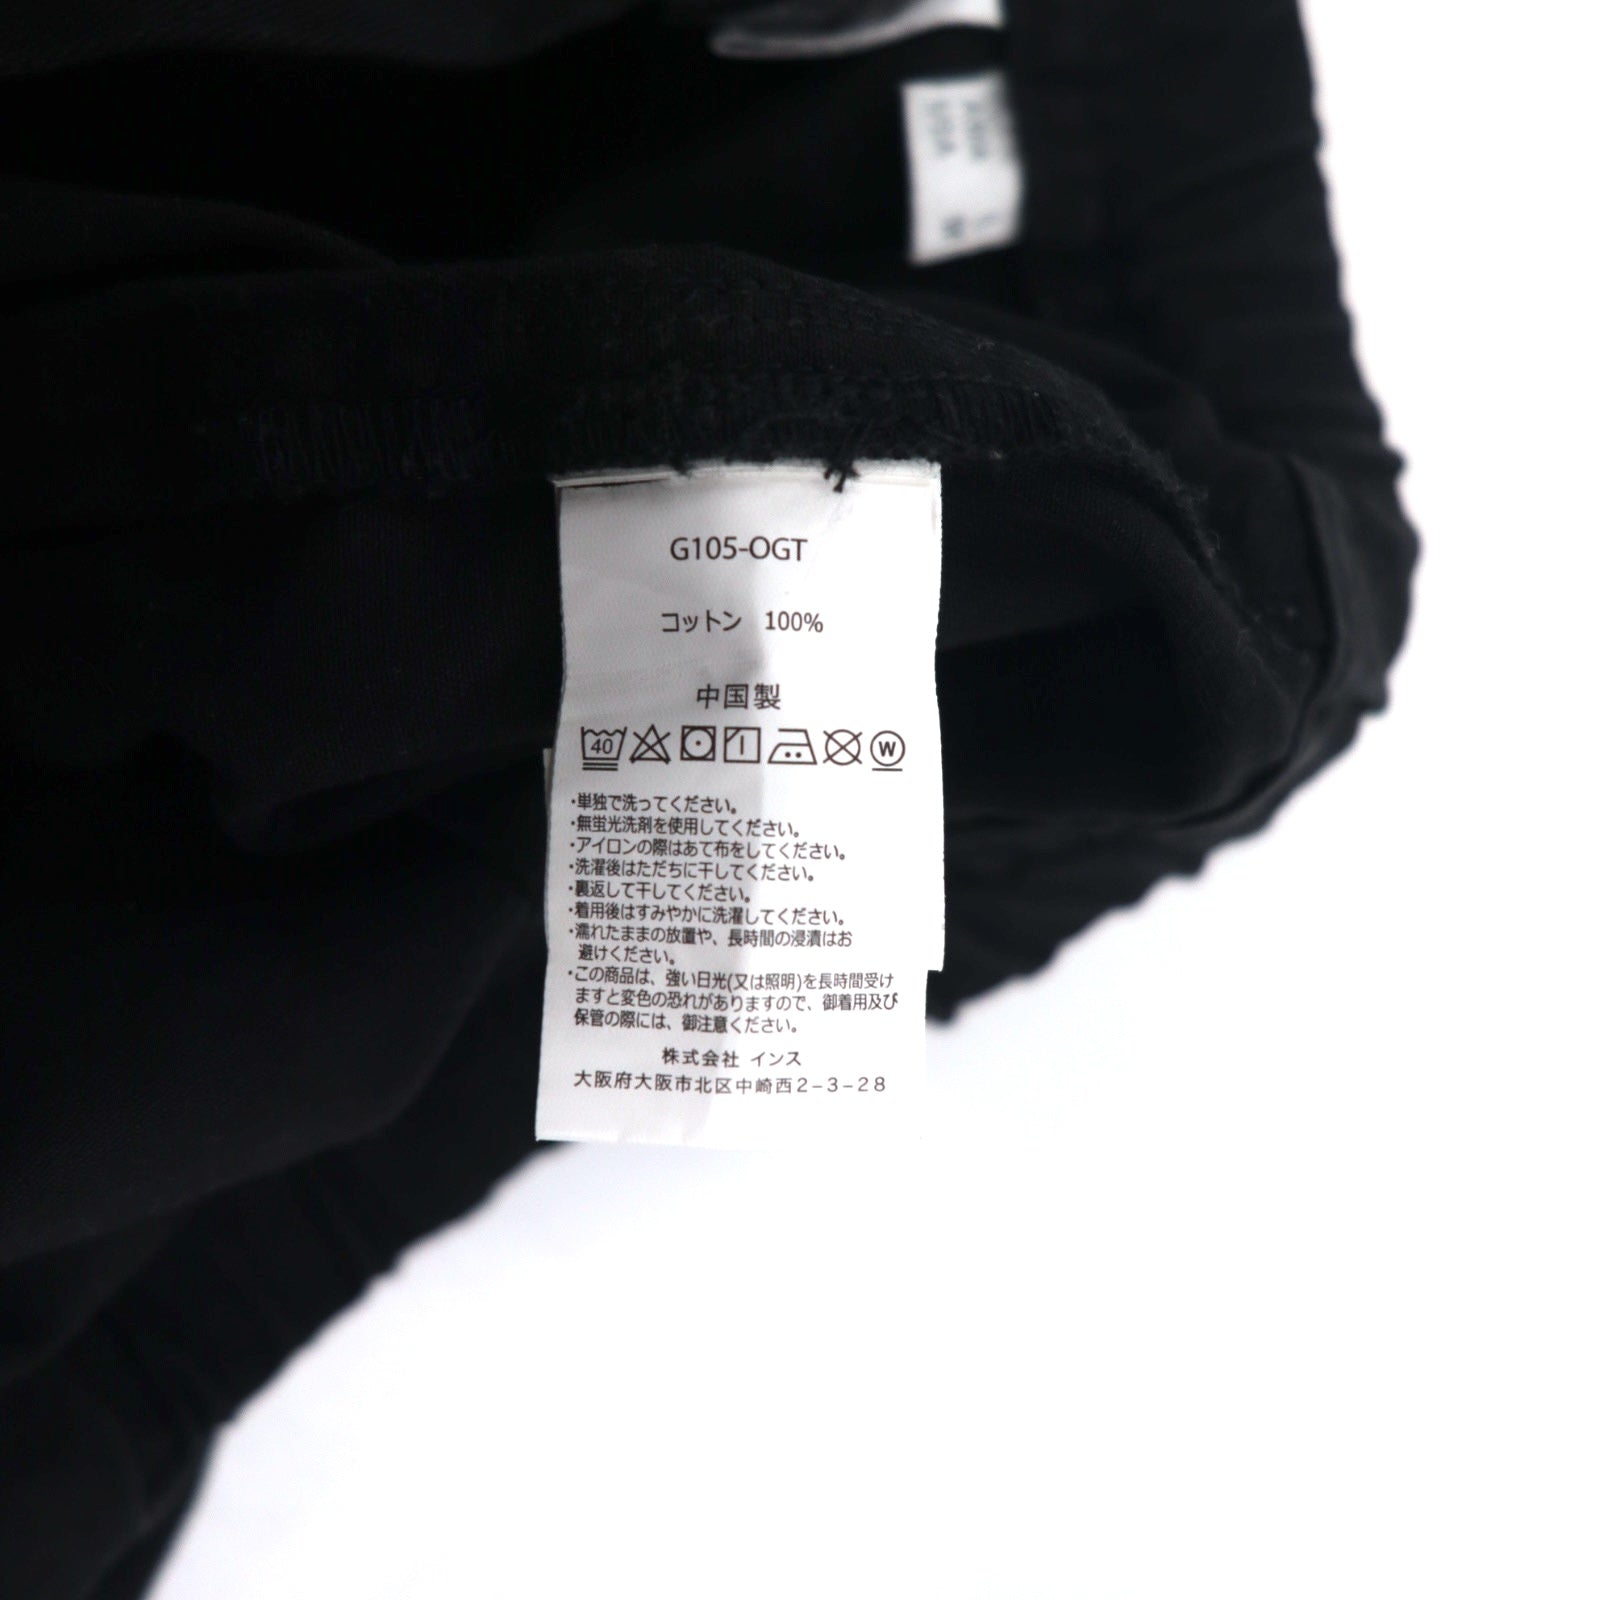 G105-OGT
コットン 100%
中国製
40 W
・単独で洗ってください。
・無蛍光洗剤を使用してください。
・アイロンの際はあて布をしてください。
・洗濯後はただちに干してください。
・裏返して干してください。
・着用後はすみやかに洗濯してください。
・濡れたままの放置や、長時間の浸漬はお
避けください。
・この商品は、強い日光(又は照明)を長時間受け
ますと変色の恐れがありますので、御着用及び
保管の際には、御注意ください。
株式会社 インス
大阪府大阪市北区中崎西2-3-28